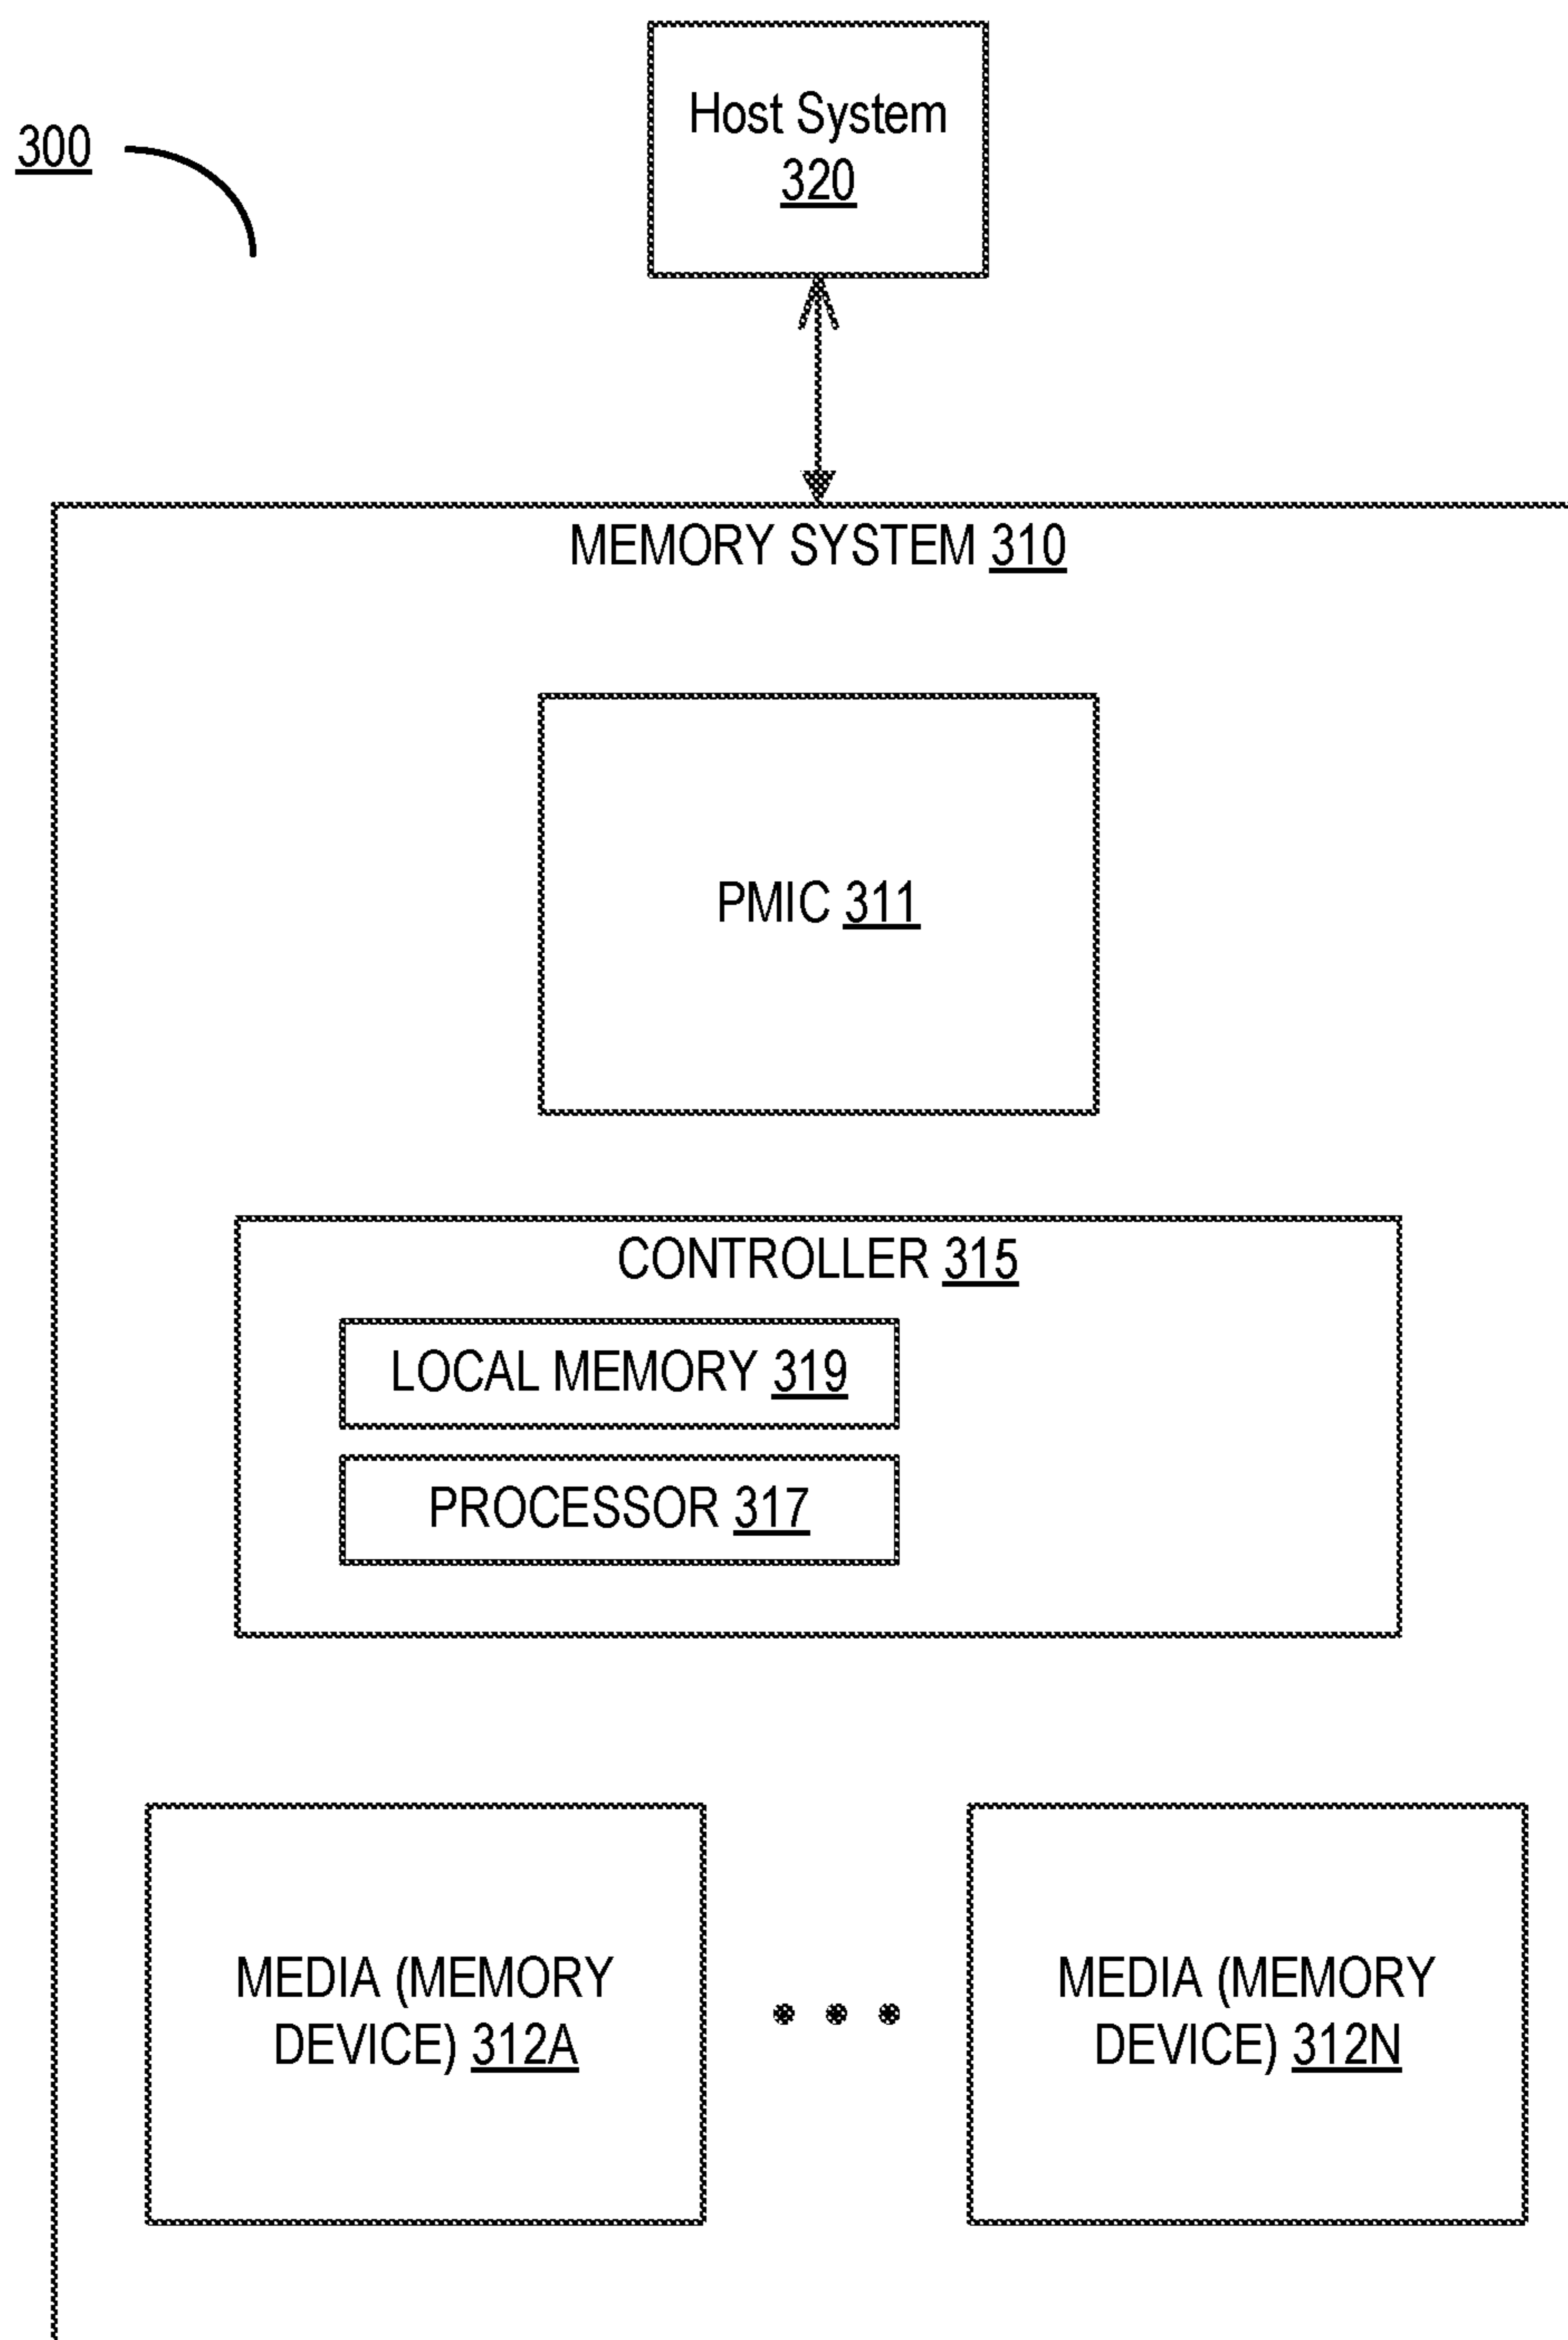 Host System
320
300
MEMORY SYSTEM 310
PMIC 311
CONTROLLER 315
LOCAL MEMORY 319
PROCESSOR 317
MEDIA (MEMORY
DEVICE) 312A
MEDIA (MEMORY
DEVICE) 312N